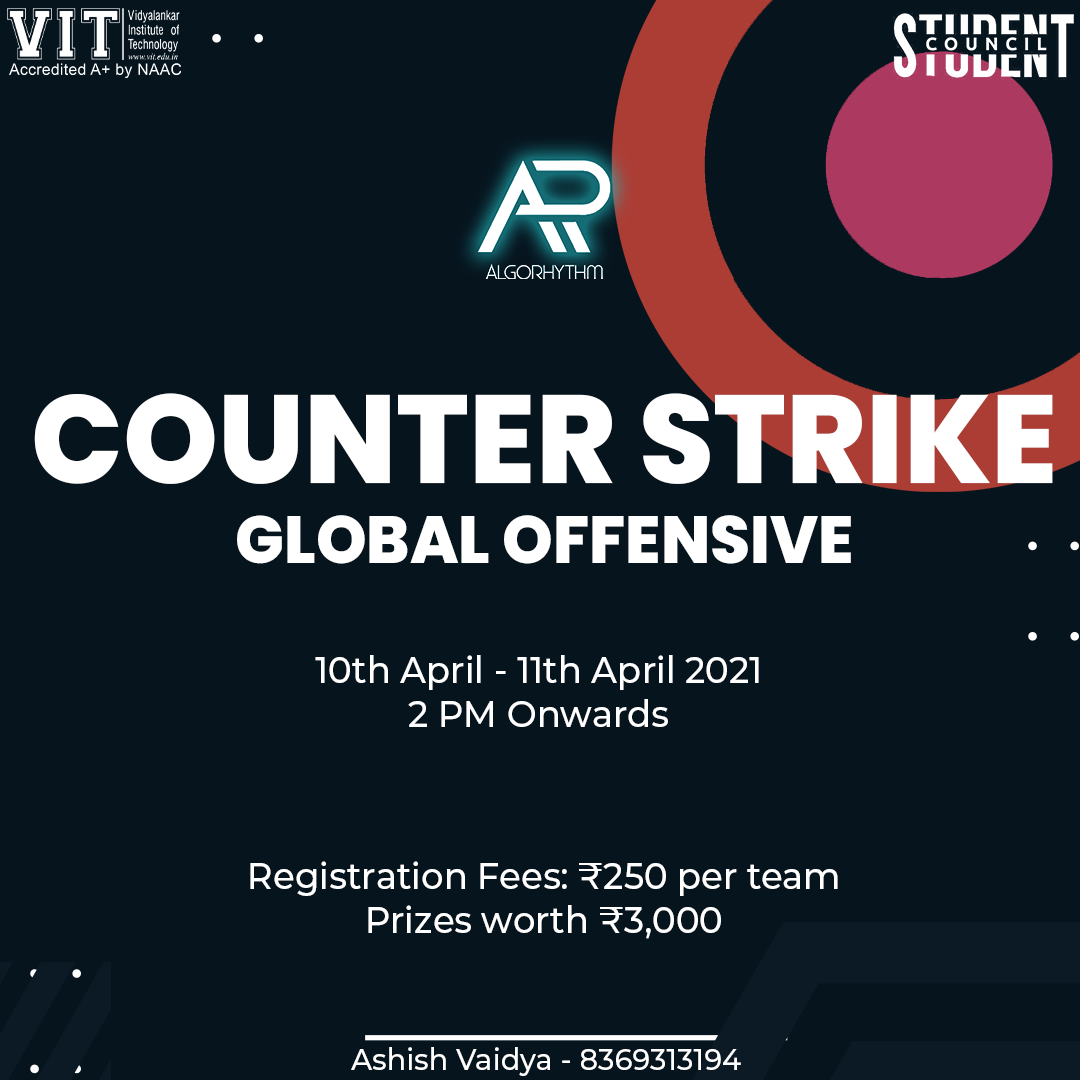 VIT
Vidyalankar
Institute of
Technology
www.vit.edu.in
Accredited A+ by NAAC
STUDENT
COUNCIL
AR
ALGORHYTHM
COUNTER STRIKE
GLOBAL OFFENSIVE
10th April - 11th April 2021
2 PM Onwards
Registration Fees: ₹250 per team
Prizes worth ₹3,000
Ashish Vaidya - 8369313194